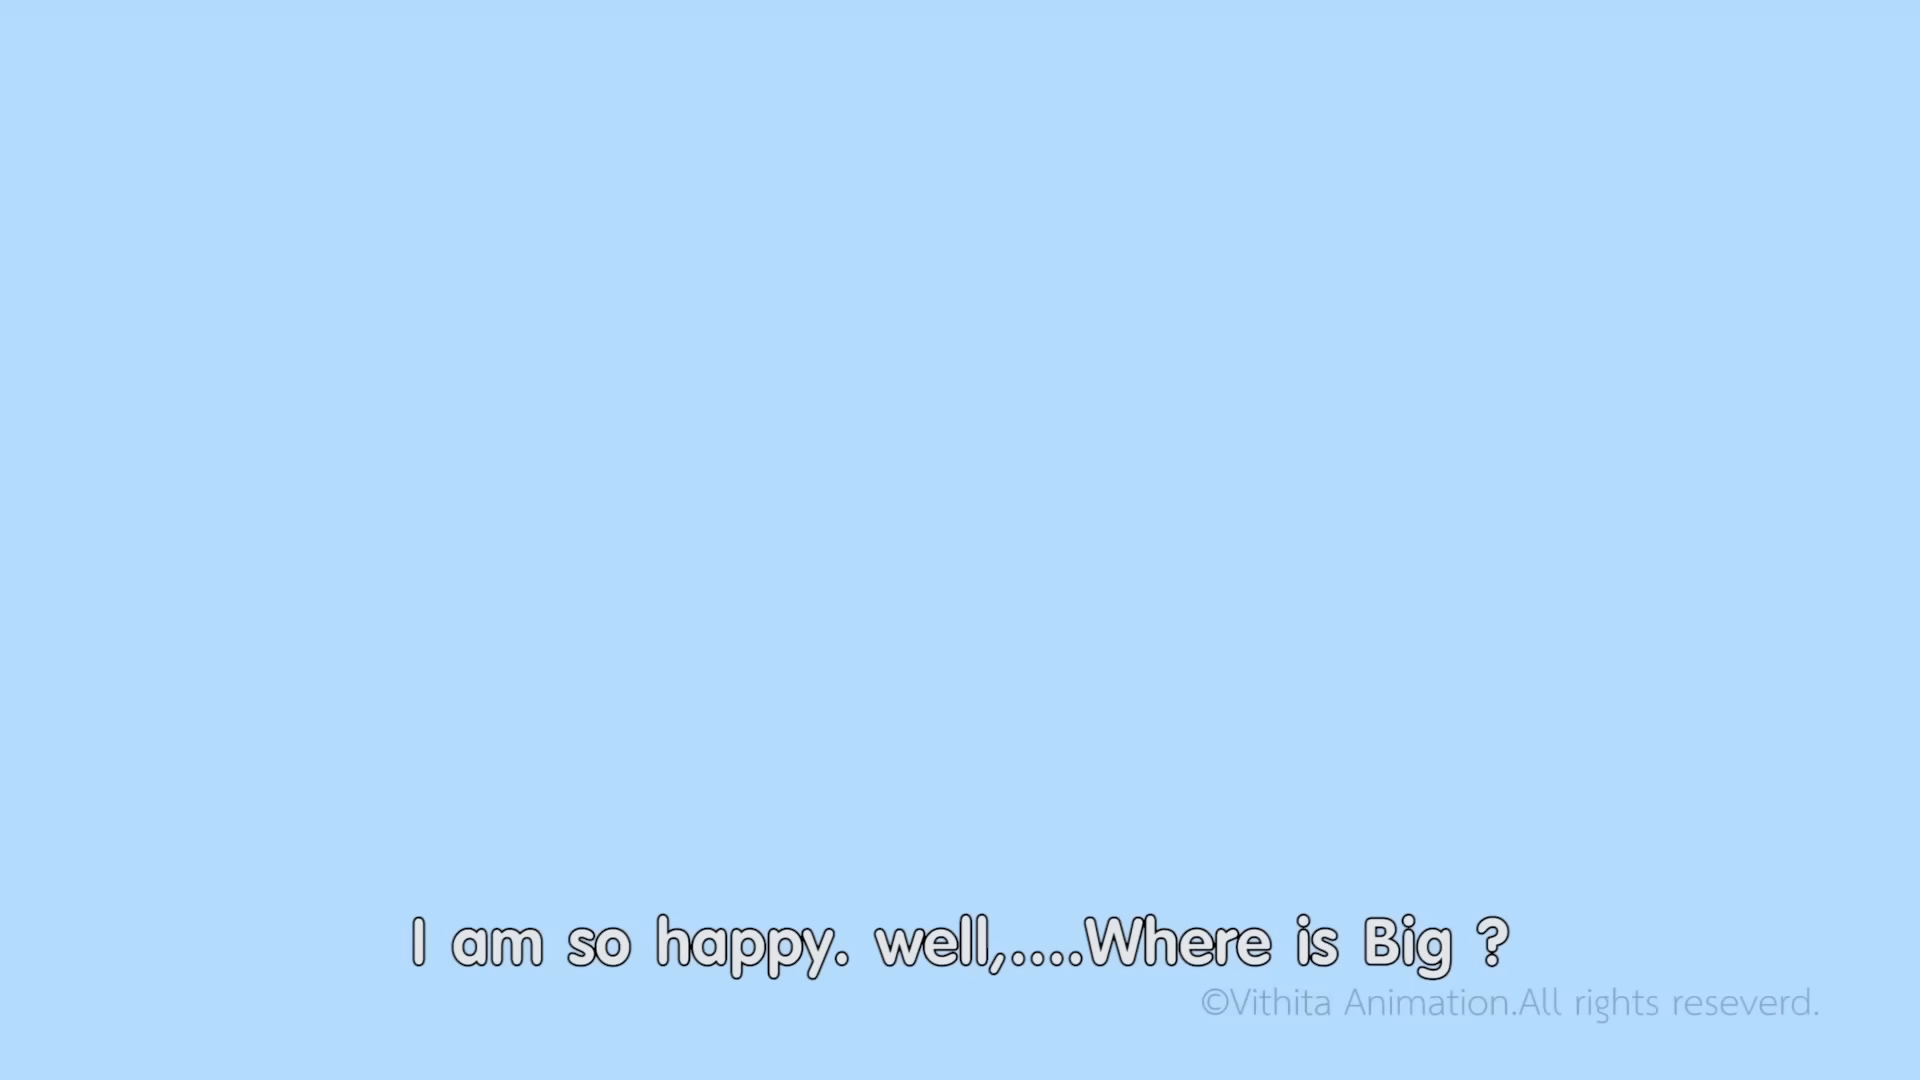 I am so happy. well,....Where is Big ?
©Vithita Animation.All rights reseverd.